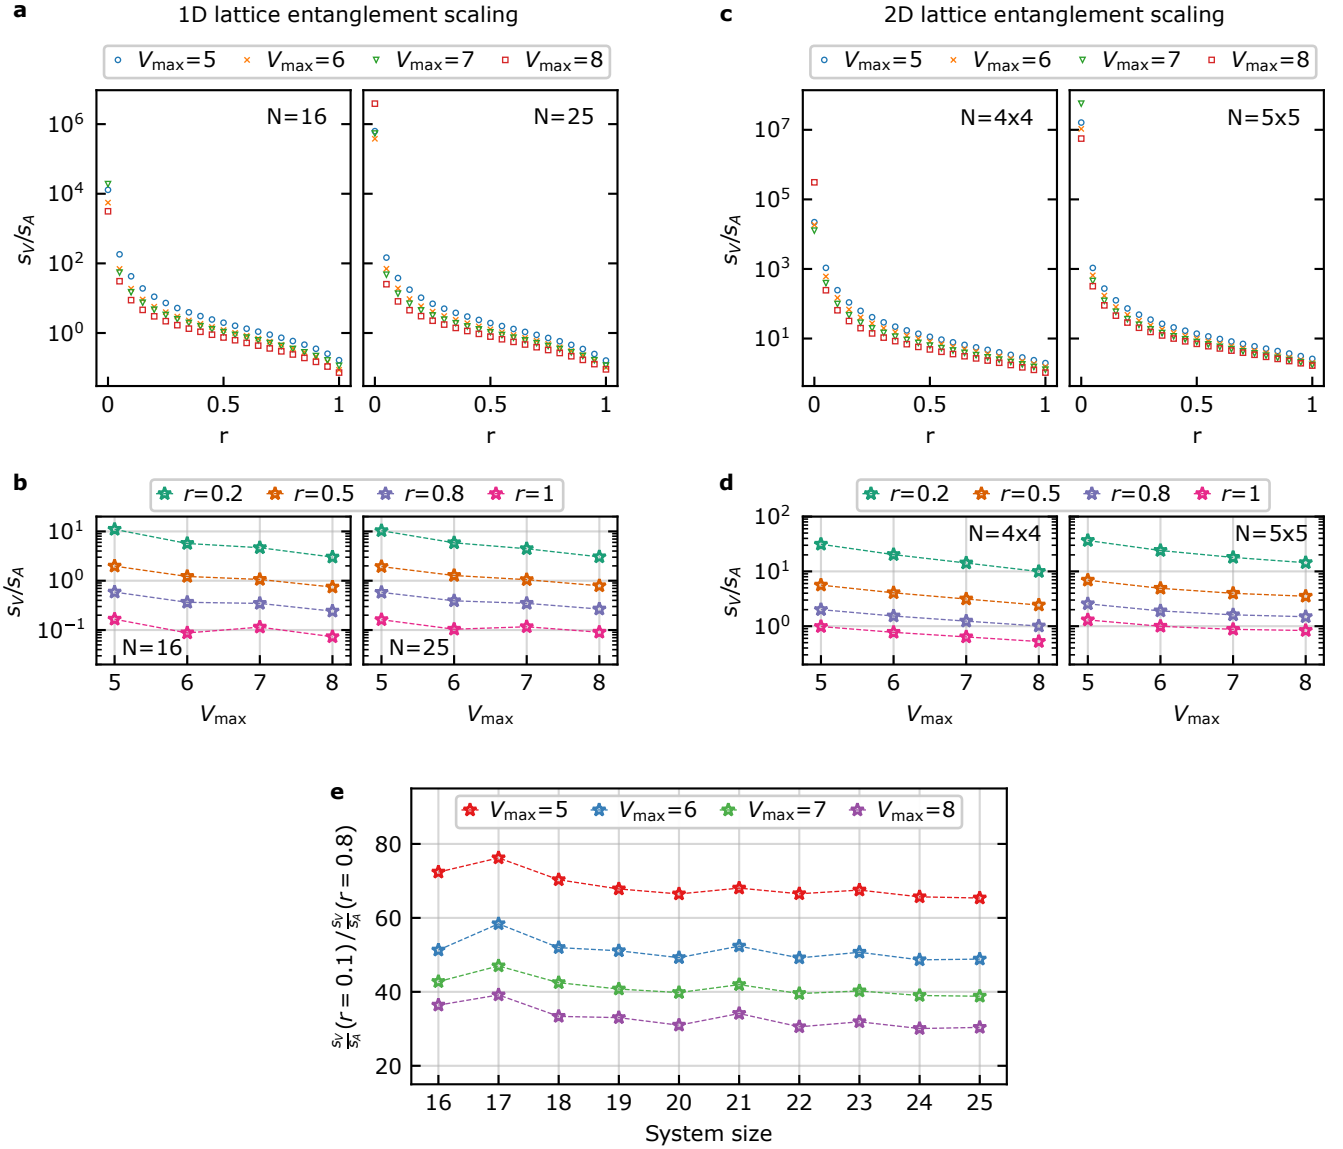 a 1D lattice entanglement scaling
V_max=5 V_max=6 V_max=7 V_max=8
N=16 N=25
s_V/s_A
10^6
10^4
10^2
10^0
0 0.5 1 0 0.5 1
r r
b
r=0.2 r=0.5 r=0.8 r=1
s_V/s_A
10^1
10^0
10^−1
N=16 N=25
5 6 7 8 5 6 7 8
V_max V_max
c 2D lattice entanglement scaling
V_max=5 V_max=6 V_max=7 V_max=8
N=4x4 N=5x5
s_V/s_A
10^7
10^5
10^3
10^1
0 0.5 1 0 0.5 1
r r
d
r=0.2 r=0.5 r=0.8 r=1
N=4x4 N=5x5
s_V/s_A
10^2
10^1
10^0
5 6 7 8 5 6 7 8
V_max V_max
e
V_max=5 V_max=6 V_max=7 V_max=8
s_V/s_A (r = 0.1) / s_V/s_A (r = 0.8)
80
60
40
20
16 17 18 19 20 21 22 23 24 25
System size